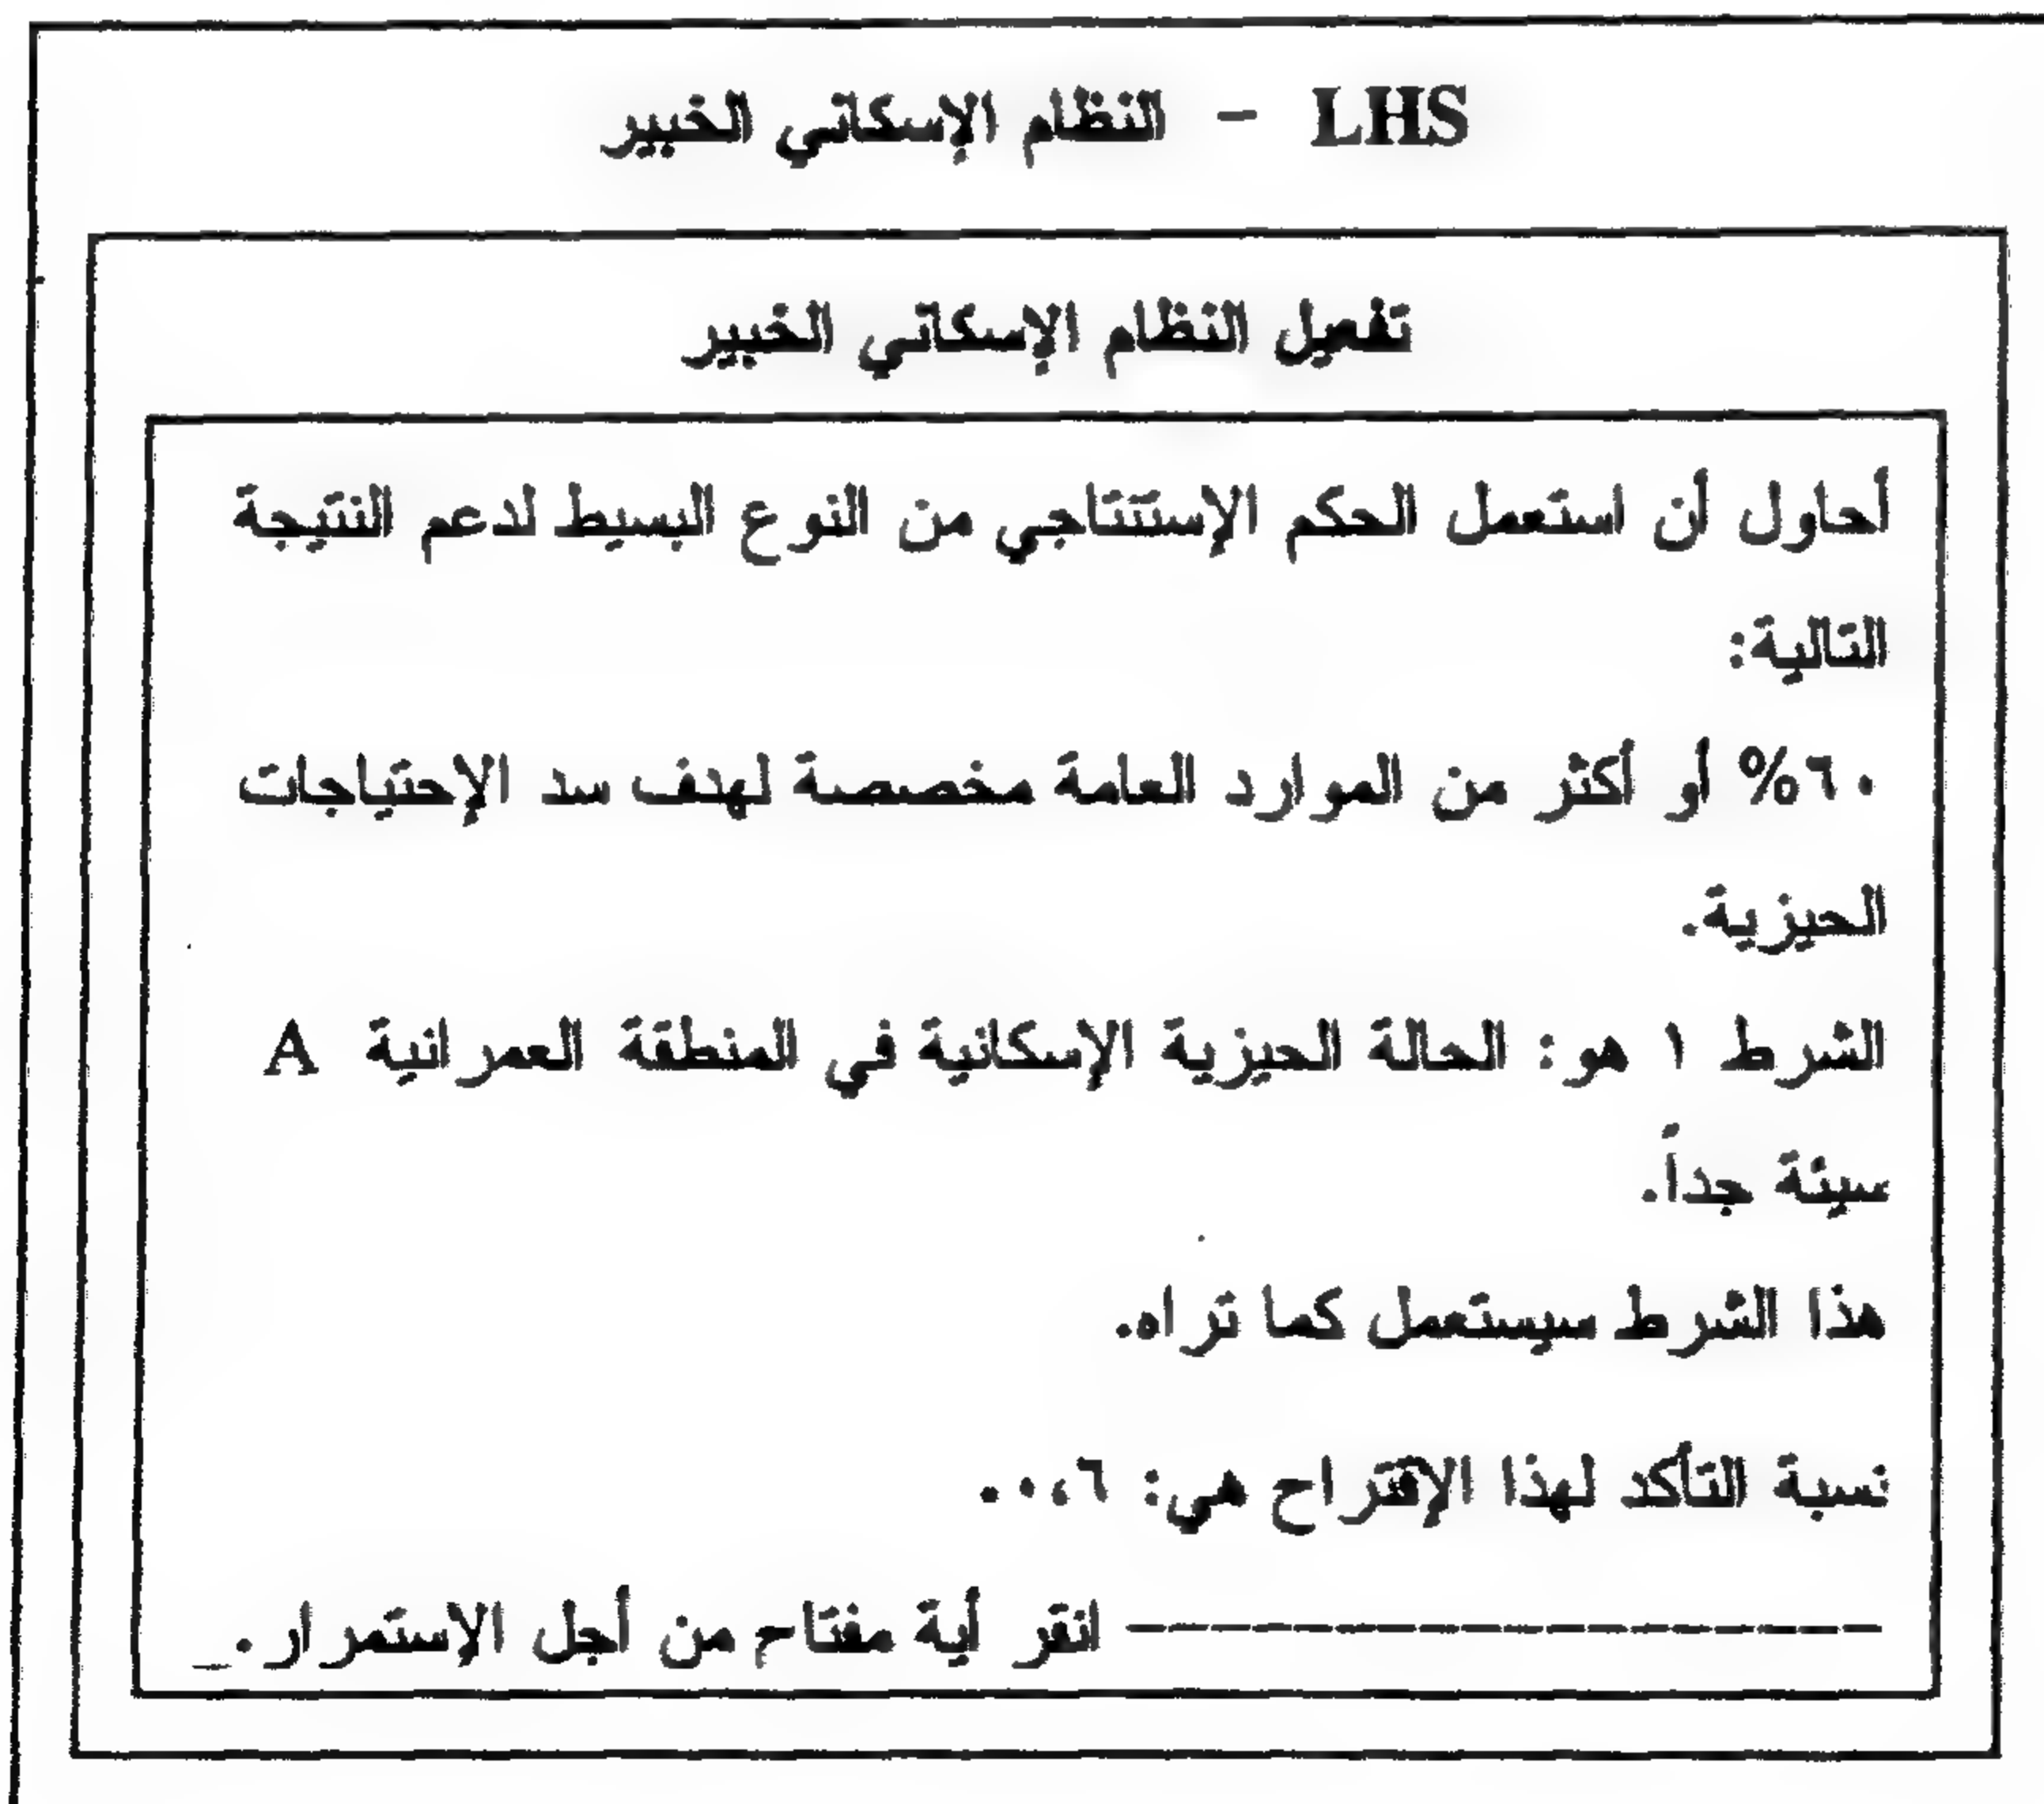 LHS - النظام الإسكاني الخبير
تفعيل النظام الإسكاني الخبير
أحاول أن استعمل الحكم الإستنتاجي من النوع البسيط لدعم النتيجة
التالية:
٦٠% أو أكثر من الموارد العامة مخصصة لهدف سد الإحتياجات
الحيزية.
الشرط ١ هو: الحالة الحيزية الإسكانية في المنطقة العمرانية A
سيئة جداً.
هذا الشرط سيستعمل كما تراه.
نسبة التأكد لهذا الإقتراح هي: ٠،٦
------------------ انقر أية مفتاح من أجل الإستمرار._